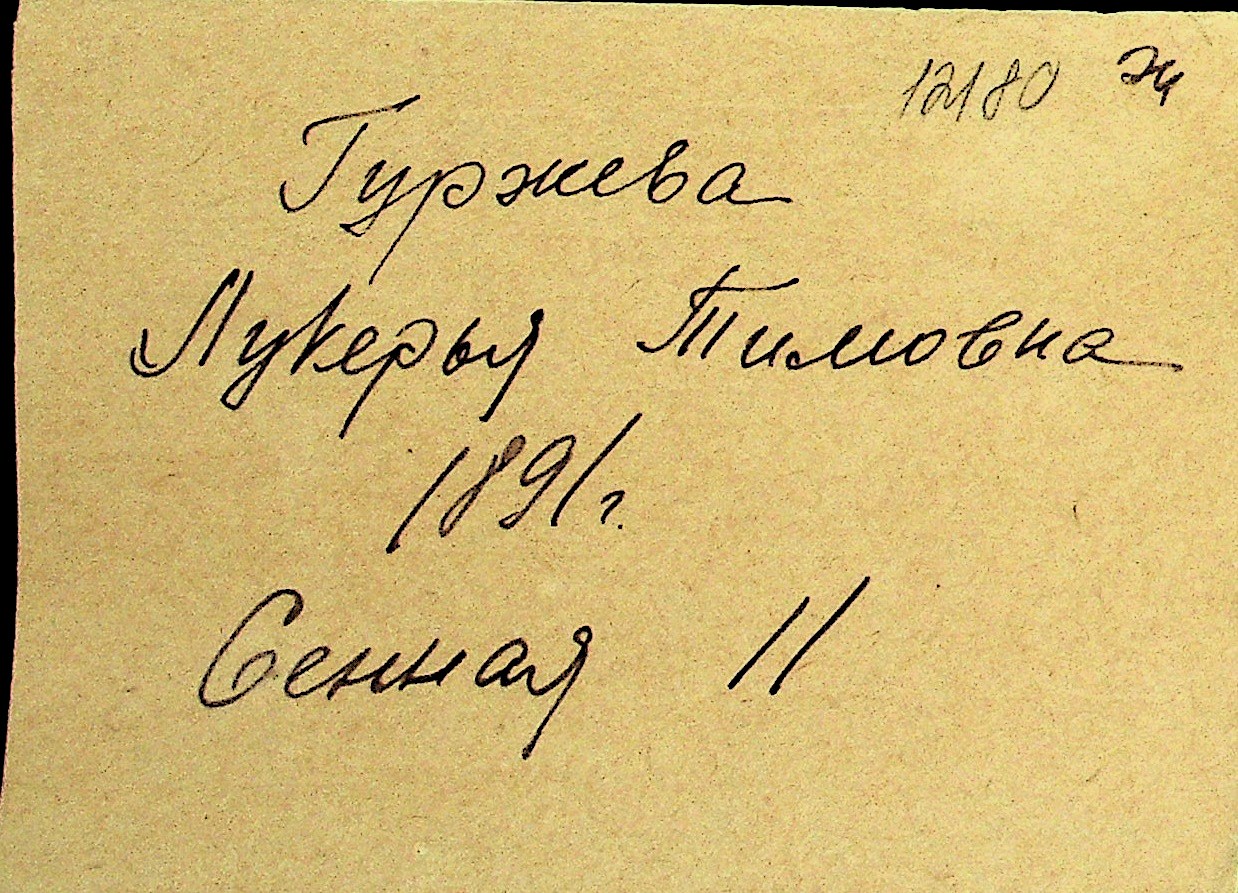 12180
Гуржева
Лукерья Тимовна
1891г.
Сенная 11